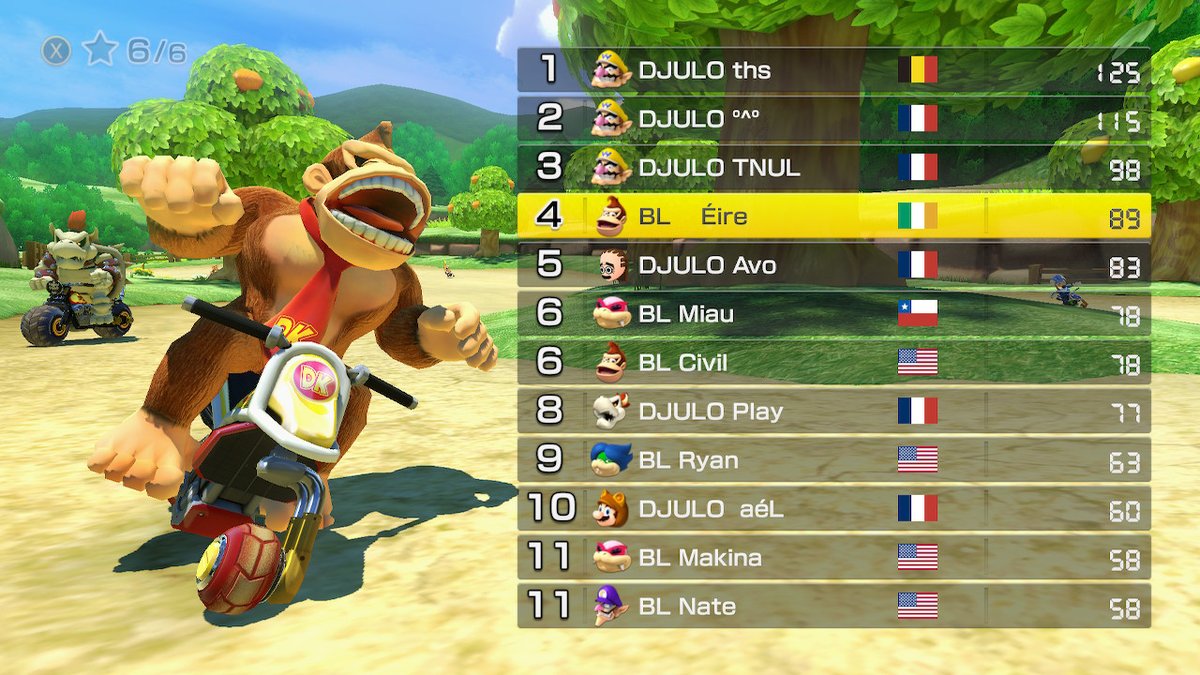 X 6/6
1 DJULO ths 125
2 DJULO º^º 115
3 DJULO TNUL 98
4 BL Éire 89
5 DJULO Avo 83
6 BL Miau 78
6 BL Civil 78
8 DJULO Play 77
9 BL Ryan 63
10 DJULO aéL 60
11 BL Makina 58
11 BL Nate 58
DK
DK